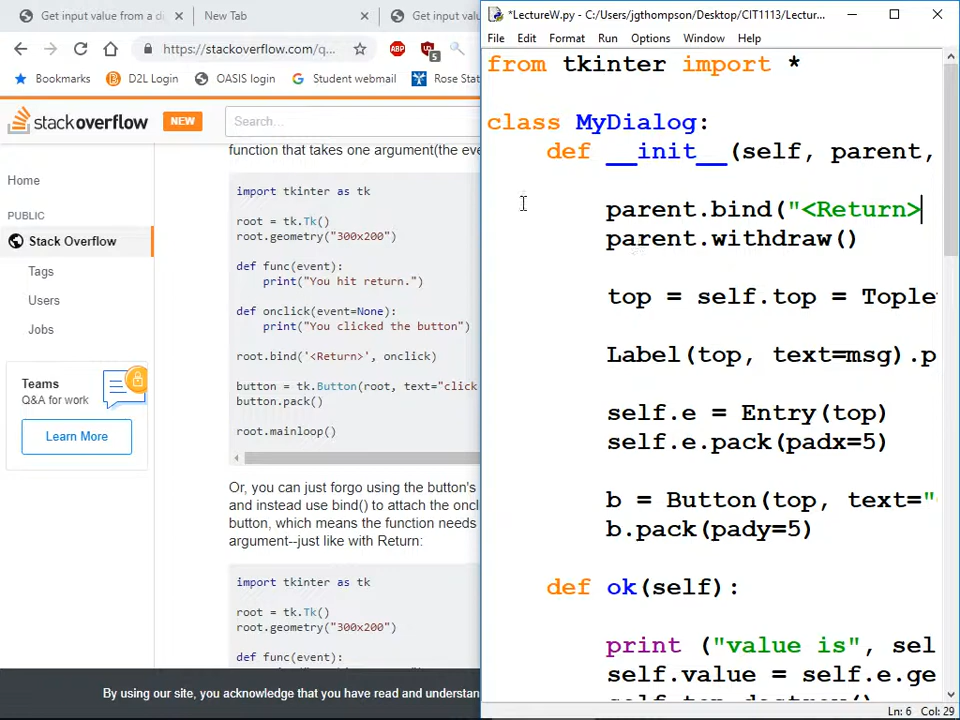 Get input value from a d
New Tab
Get input va
https://stackoverflow.com/q...
ABP
5
Bookmarks
D2L Login
OASIS login
Student webmail
Rose Stat
stackoverflow
NEW
Search...
Home
PUBLIC
Stack Overflow
Tags
Users
Jobs
Teams
Q&A for work
Learn More
function that takes one argument(the eve
import tkinter as tk
root = tk.Tk()
root.geometry("300x200")
def func(event):
print("You hit return.")
def onclick(event=None):
print("You clicked the button")
root.bind('<Return>', onclick)
button = tk.Button(root, text="click
button.pack()
root.mainloop()
Or, you can just forgo using the button's
and instead use bind() to attach the oncl
button, which means the function needs
argument--just like with Return:
import tkinter as tk
root = tk.Tk()
root.geometry("300x200")
def func(event):
By using our site, you acknowledge that you have read and understan
*LectureW.py - C:/Users/jgthompson/Desktop/CIT1113/Lectur...
File Edit Format Run Options Window Help
from tkinter import *
class MyDialog:
def __init__(self, parent,
parent.bind("<Return>
parent.withdraw()
top = self.top = Tople
Label(top, text=msg).p
self.e = Entry(top)
self.e.pack(padx=5)
b = Button(top, text="
b.pack(pady=5)
def ok(self):
print ("value is", sel
self.value = self.e.ge
self.top.destroy()
Ln: 6 Col: 29